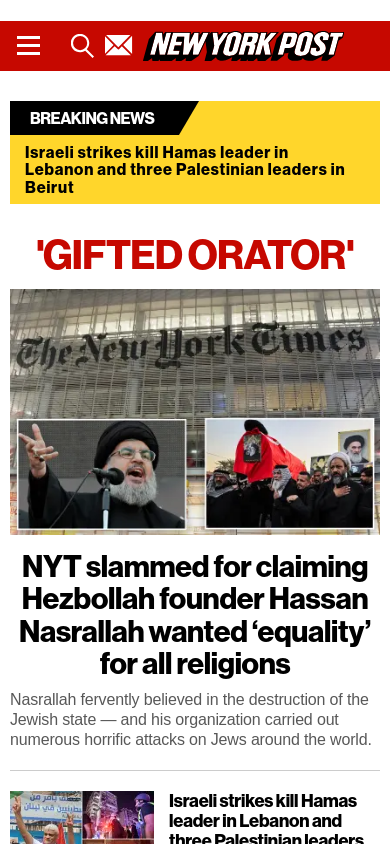 NEW YORK POST
BREAKING NEWS
Israeli strikes kill Hamas leader in
Lebanon and three Palestinian leaders in
Beirut
'GIFTED ORATOR'
The New York Times
NYT slammed for claiming
Hezbollah founder Hassan
Nasrallah wanted ‘equality’
for all religions
Nasrallah fervently believed in the destruction of the
Jewish state — and his organization carried out
numerous horrific attacks on Jews around the world.
Israeli strikes kill Hamas
leader in Lebanon and
three Palestinian leaders